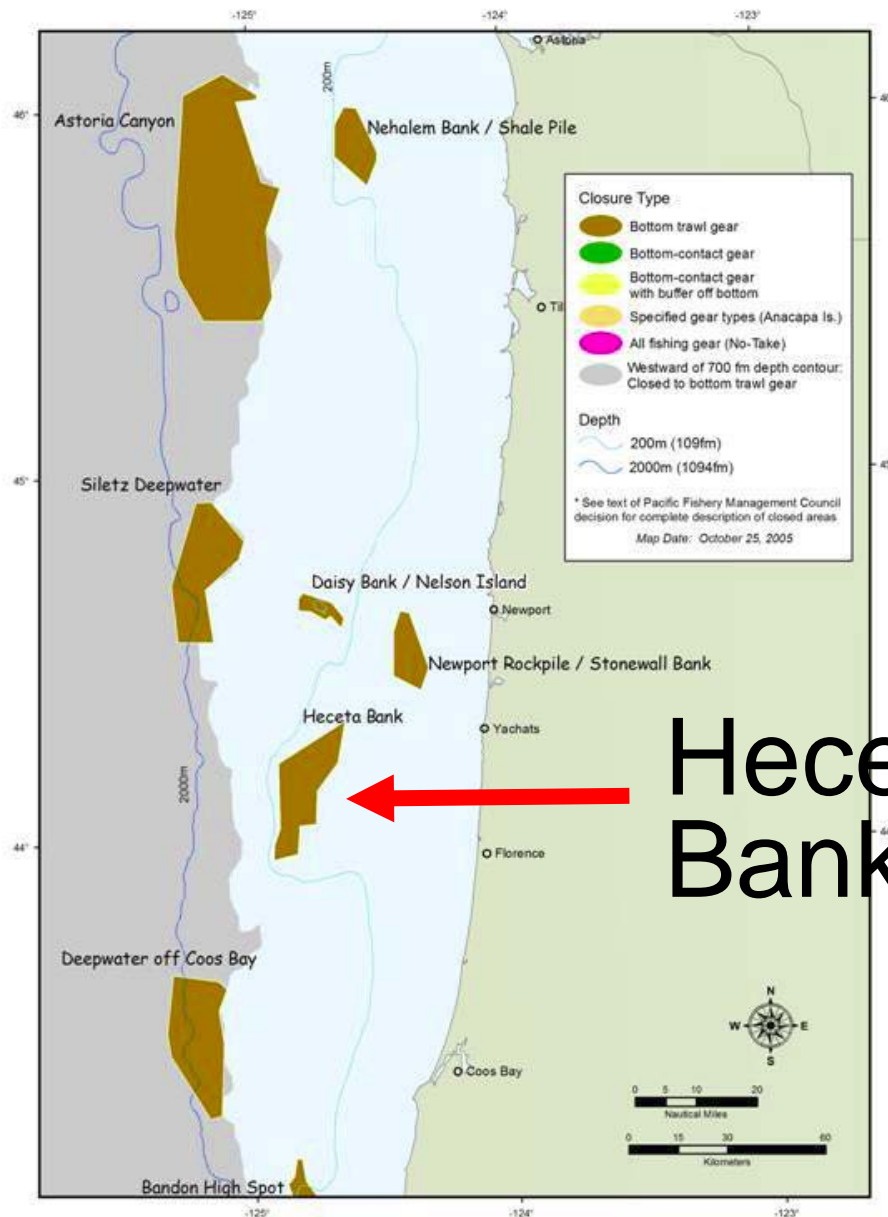 -125°
-124°
-123°
Astoria
200m
46°
Astoria Canyon
Nehalem Bank / Shale Pile
Closure Type
Bottom trawl gear
Bottom-contact gear
Bottom-contact gear
with buffer off bottom
Specified gear types (Anacapa Is.)
All fishing gear (No-Take)
Westward of 700 fm depth contour:
Closed to bottom trawl gear
Depth
200m (109fm)
2000m (1094fm)
* See text of Pacific Fishery Management Council
decision for complete description of closed areas
Map Date: October 25, 2005
Til
45°
Siletz Deepwater
Daisy Bank / Nelson Island
Newport
Newport Rockpile / Stonewall Bank
Heceta Bank
Yachats
Hece
Bank
2000m
44°
Florence
Deepwater off Coos Bay
N
W E
S
Coos Bay
0 5 10 20
Nautical Miles
0 15 30 60
Kilometers
Bandon High Spot
-125°
-124°
-123°